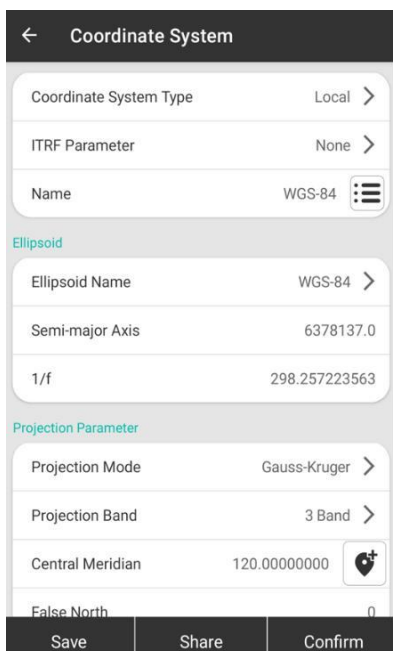 Coordinate System
Coordinate System Type Local
ITRF Parameter None
Name WGS-84
Ellipsoid
Ellipsoid Name WGS-84
Semi-major Axis 6378137.0
1/f 298.257223563
Projection Parameter
Projection Mode Gauss-Kruger
Projection Band 3 Band
Central Meridian 120.00000000
False North 0
Save Share Confirm